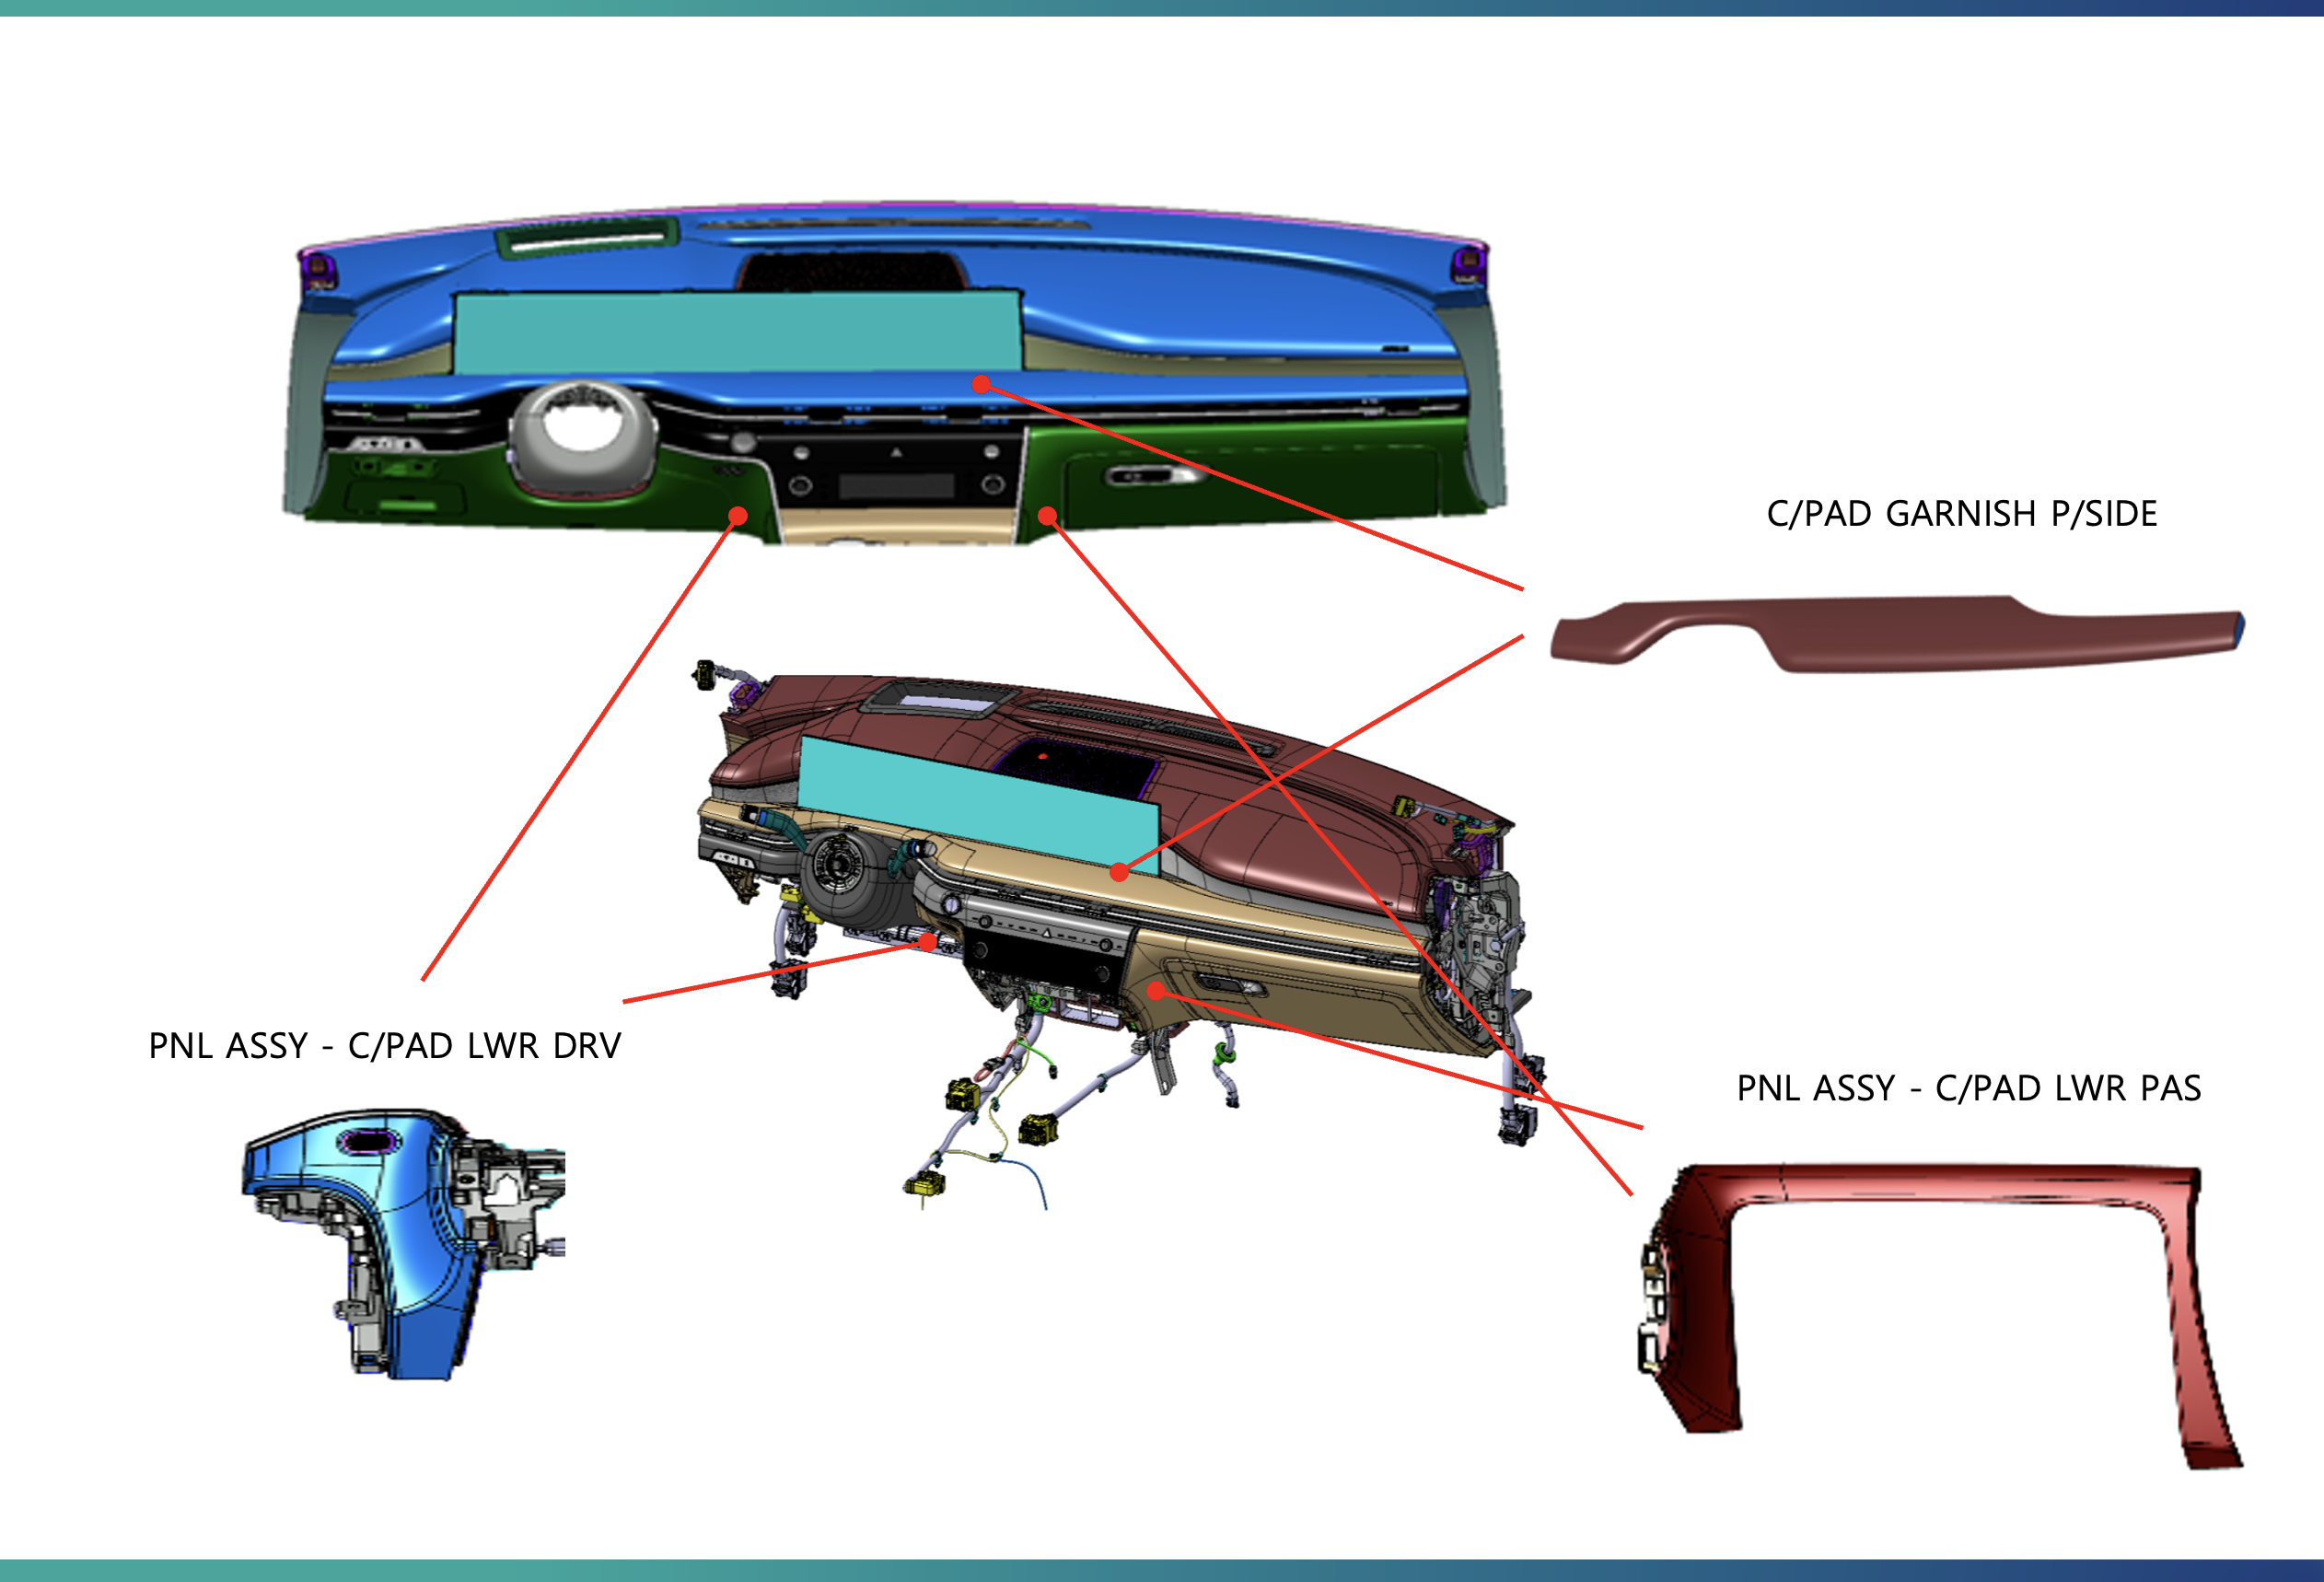 C/PAD GARNISH P/SIDE
PNL ASSY - C/PAD LWR DRV
PNL ASSY - C/PAD LWR PAS